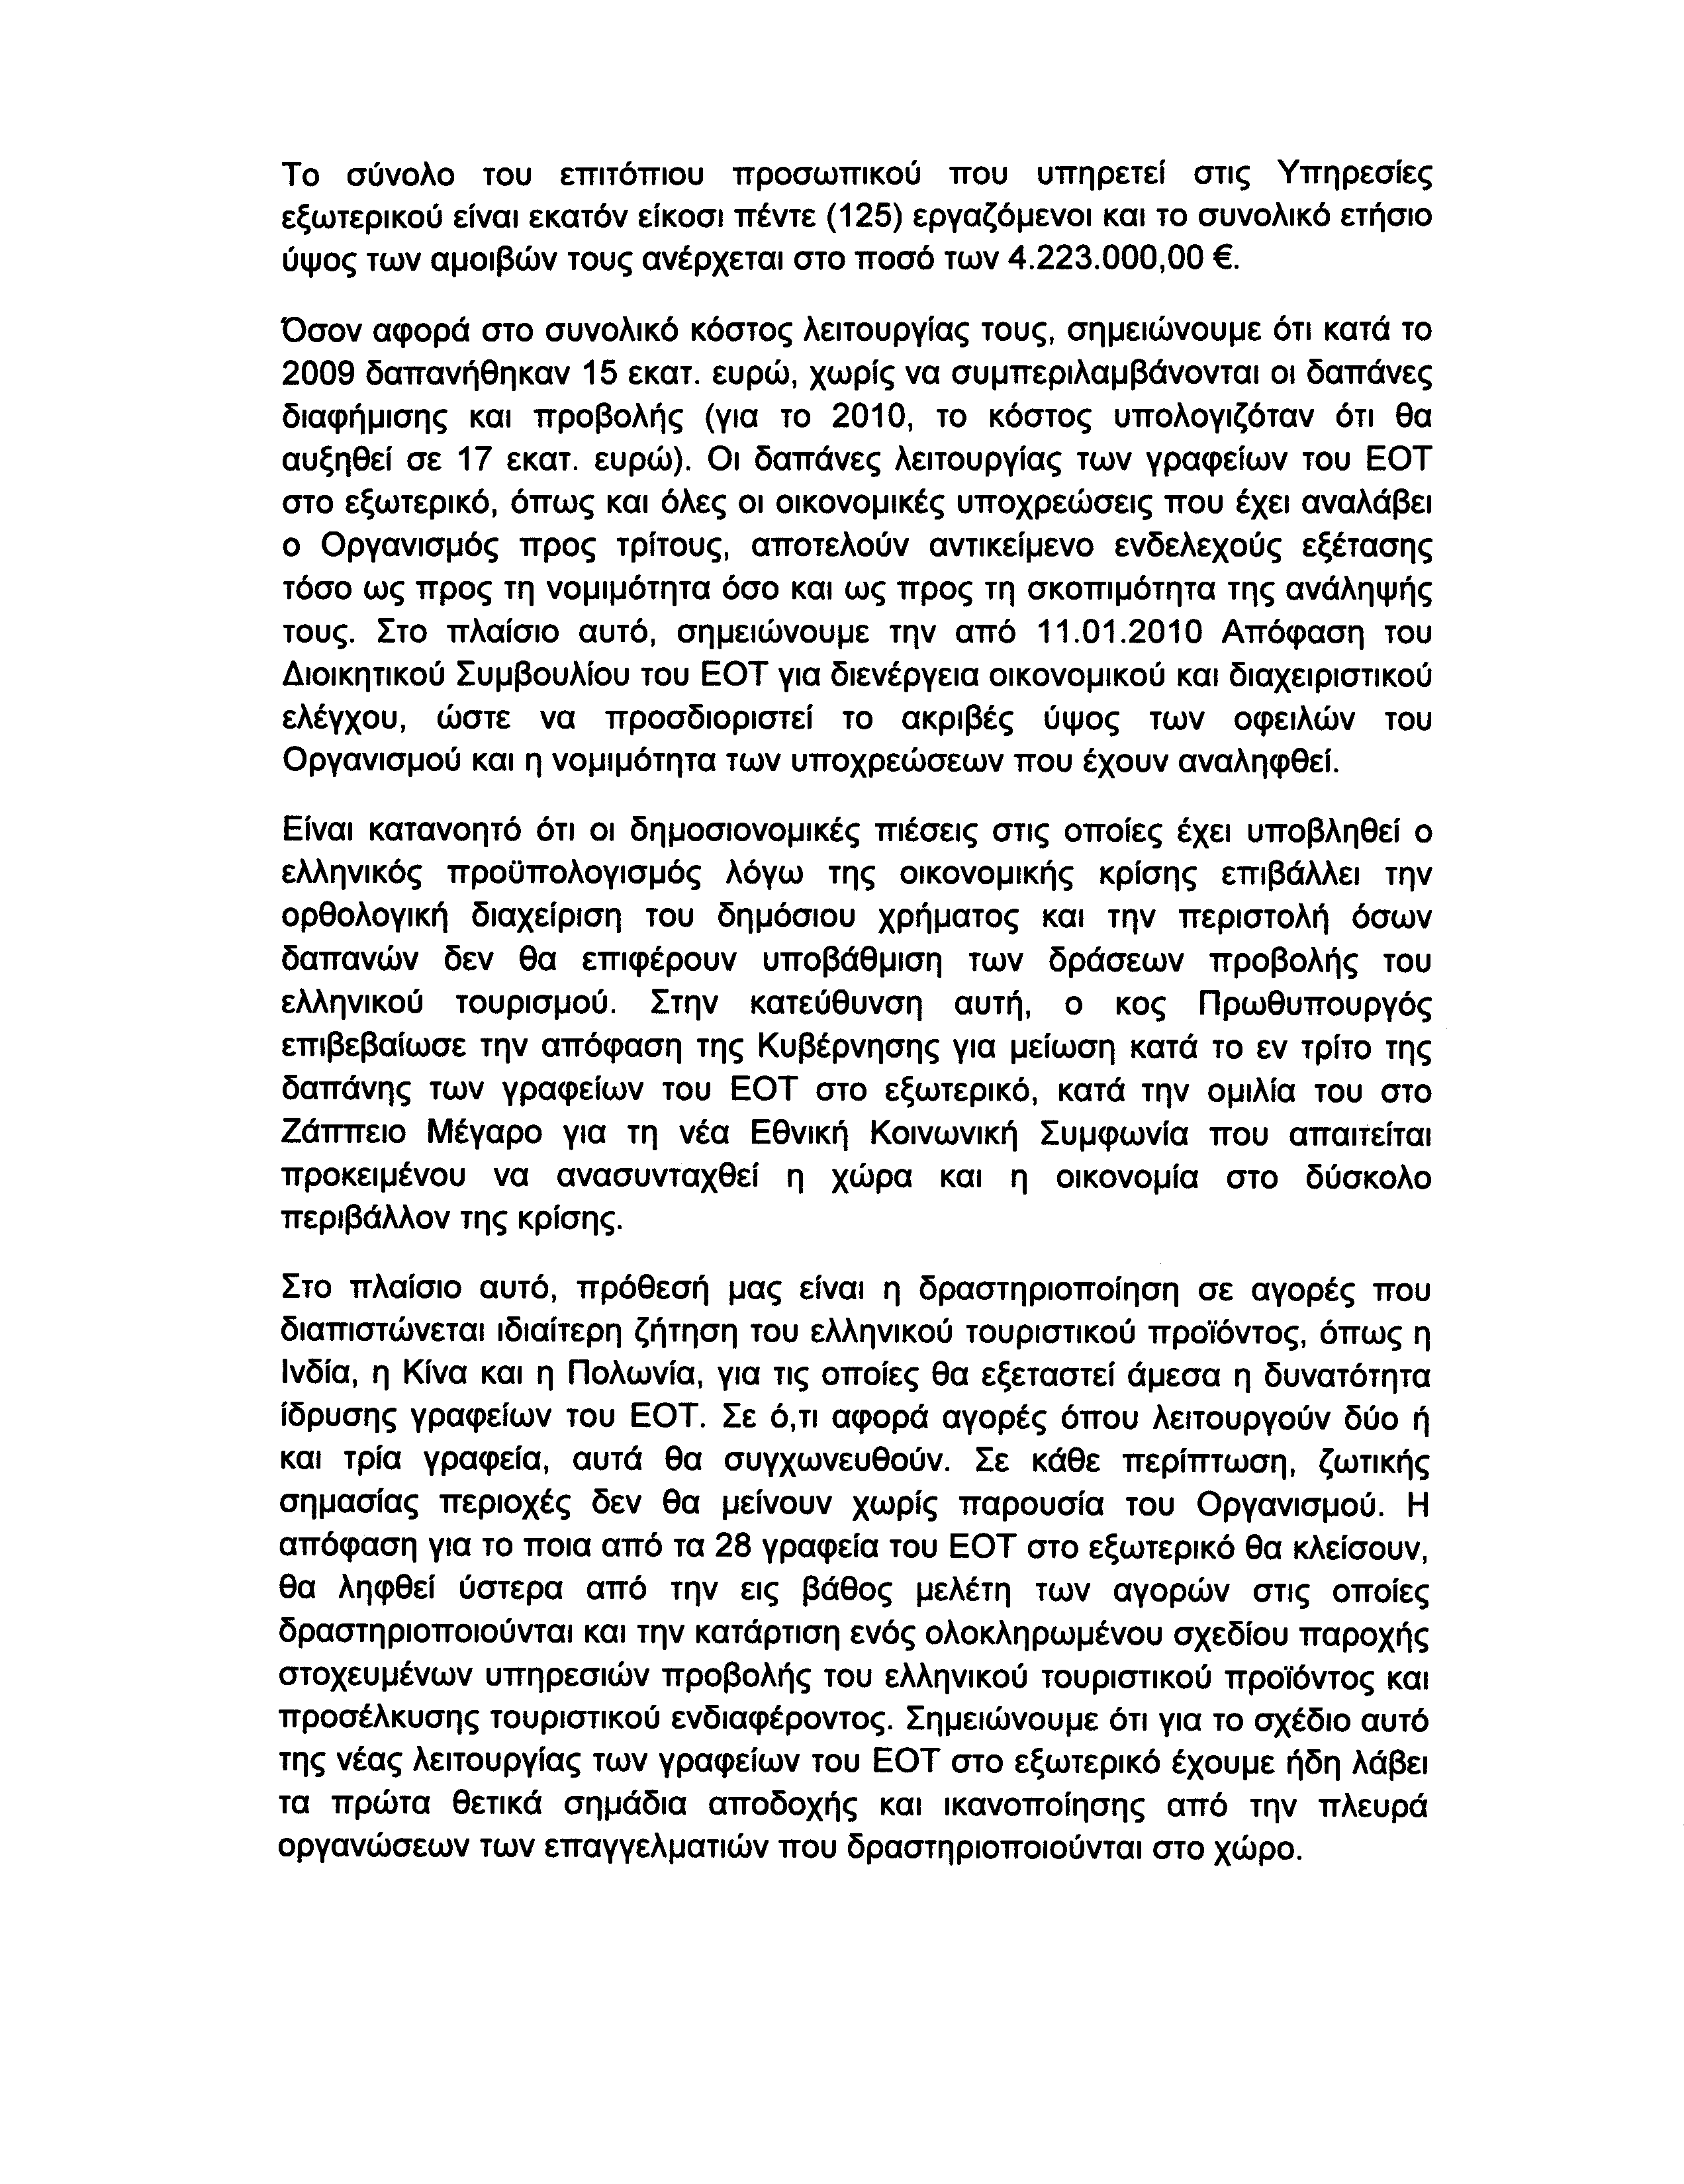 Το σύνολο του επιτόπιου προσωπικού που υπηρετεί στις Υπηρεσίες
εξωτερικού είναι εκατόν είκοσι πέντε (125) εργαζόμενοι και το συνολικό ετήσιο
ύψος των αμοιβών τους ανέρχεται στο ποσό των 4.223.000,00 €.
Όσον αφορά στο συνολικό κόστος λειτουργίας τους, σημειώνουμε ότι κατά το
2009 δαπανήθηκαν 15 εκατ. ευρώ, χωρίς να συμπεριλαμβάνονται οι δαπάνες
διαφήμισης και προβολής (για το 2010, το κόστος υπολογιζόταν ότι θα
αυξηθεί σε 17 εκατ. ευρώ). Οι δαπάνες λειτουργίας των γραφείων του ΕΟΤ
στο εξωτερικό, όπως και όλες οι οικονομικές υποχρεώσεις που έχει αναλάβει
ο Οργανισμός προς τρίτους, αποτελούν αντικείμενο ενδελεχούς εξέτασης
τόσο ως προς τη νομιμότητα όσο και ως προς τη σκοπιμότητα της ανάληψής
τους. Στο πλαίσιο αυτό, σημειώνουμε την από 11.01.2010 Απόφαση του
Διοικητικού Συμβουλίου του ΕΟΤ για διενέργεια οικονομικού και διαχειριστικού
ελέγχου, ώστε να προσδιοριστεί το ακριβές ύψος των οφειλών του
Οργανισμού και η νομιμότητα των υποχρεώσεων που έχουν αναληφθεί.
Είναι κατανοητό ότι οι δημοσιονομικές πιέσεις στις οποίες έχει υποβληθεί ο
ελληνικός προϋπολογισμός λόγω της οικονομικής κρίσης επιβάλλει την
ορθολογική διαχείριση του δημόσιου χρήματος και την περιστολή όσων
δαπανών δεν θα επιφέρουν υποβάθμιση των δράσεων προβολής του
ελληνικού τουρισμού. Στην κατεύθυνση αυτή, ο κος Πρωθυπουργός
επιβεβαίωσε την απόφαση της Κυβέρνησης για μείωση κατά το εν τρίτο της
δαπάνης των γραφείων του ΕΟΤ στο εξωτερικό, κατά την ομιλία του στο
Ζάππειο Μέγαρο για τη νέα Εθνική Κοινωνική Συμφωνία που απαιτείται
προκειμένου να ανασυνταχθεί η χώρα και η οικονομία στο δύσκολο
περιβάλλον της κρίσης.
Στο πλαίσιο αυτό, πρόθεσή μας είναι η δραστηριοποίηση σε αγορές που
διαπιστώνεται ιδιαίτερη ζήτηση του ελληνικού τουριστικού προϊόντος, όπως η
Ινδία, η Κίνα και η Πολωνία, για τις οποίες θα εξεταστεί άμεσα η δυνατότητα
ίδρυσης γραφείων του ΕΟΤ. Σε ό,τι αφορά αγορές όπου λειτουργούν δύο ή
και τρία γραφεία, αυτά θα συγχωνευθούν. Σε κάθε περίπτωση, ζωτικής
σημασίας περιοχές δεν θα μείνουν χωρίς παρουσία του Οργανισμού. Η
απόφαση για το ποια από τα 28 γραφεία του ΕΟΤ στο εξωτερικό θα κλείσουν,
θα ληφθεί ύστερα από την εις βάθος μελέτη των αγορών στις οποίες
δραστηριοποιούνται και την κατάρτιση ενός ολοκληρωμένου σχεδίου παροχής
στοχευμένων υπηρεσιών προβολής του ελληνικού τουριστικού προϊόντος και
προσέλκυσης τουριστικού ενδιαφέροντος. Σημειώνουμε ότι για το σχέδιο αυτό
της νέας λειτουργίας των γραφείων του ΕΟΤ στο εξωτερικό έχουμε ήδη λάβει
τα πρώτα θετικά σημάδια αποδοχής και ικανοποίησης από την πλευρά
οργανώσεων των επαγγελματιών που δραστηριοποιούνται στο χώρο.